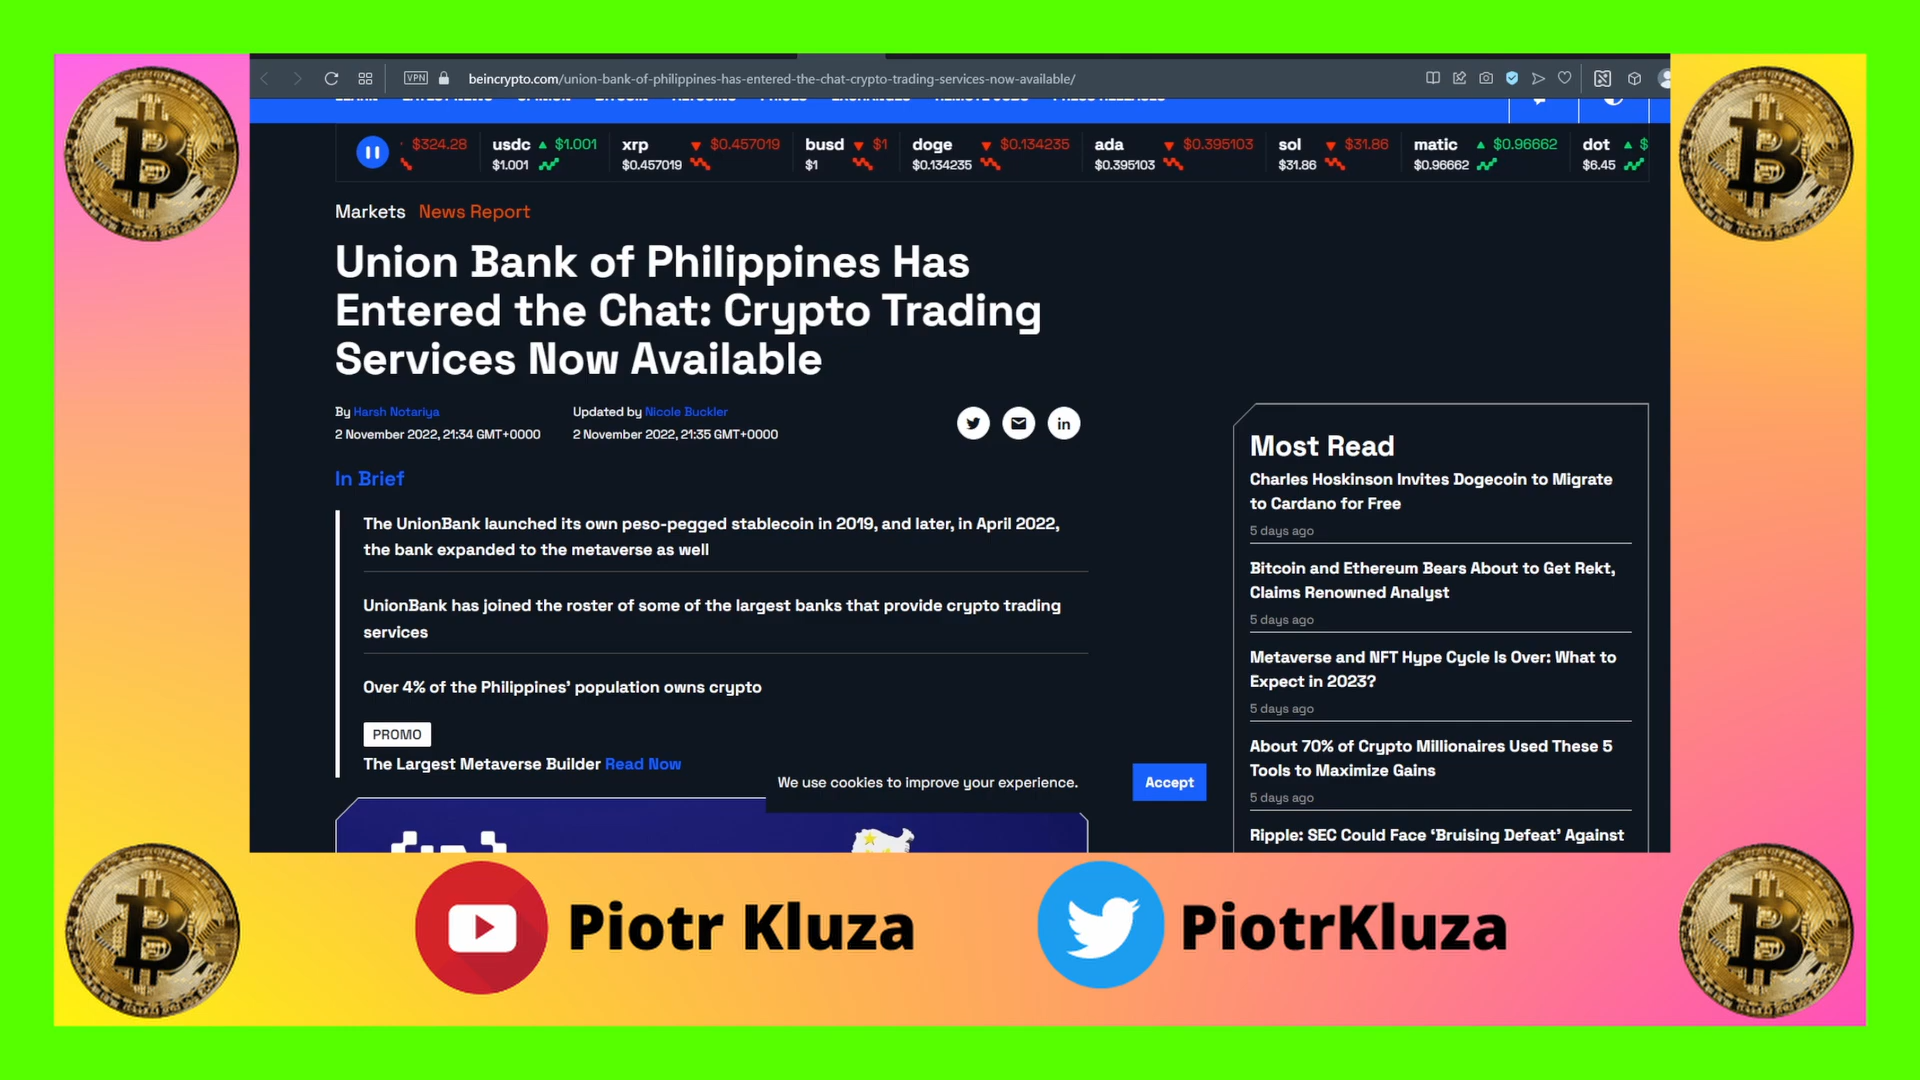 VPN
beincrypto.com/union-bank-of-philippines-has-entered-the-chat-crypto-trading-services-now-available/
$324.28
usdc $1.001
$1.001
xrp $0.457019
$0.457019
busd $1
$1
doge $0.134235
$0.134235
ada $0.395103
$0.395103
sol $31.86
$31.86
matic $0.96662
$0.96662
dot $
$6.45
Markets News Report
Union Bank of Philippines Has
Entered the Chat: Crypto Trading
Services Now Available
By Harsh Notariya
2 November 2022, 21:34 GMT+0000
Updated by Nicole Buckler
2 November 2022, 21:35 GMT+0000
in
In Brief
The UnionBank launched its own peso-pegged stablecoin in 2019, and later, in April 2022,
the bank expanded to the metaverse as well
UnionBank has joined the roster of some of the largest banks that provide crypto trading
services
Over 4% of the Philippines’ population owns crypto
PROMO
The Largest Metaverse Builder Read Now
We use cookies to improve your experience.
Accept
Most Read
Charles Hoskinson Invites Dogecoin to Migrate
to Cardano for Free
5 days ago
Bitcoin and Ethereum Bears About to Get Rekt,
Claims Renowned Analyst
5 days ago
Metaverse and NFT Hype Cycle Is Over: What to
Expect in 2023?
5 days ago
About 70% of Crypto Millionaires Used These 5
Tools to Maximize Gains
5 days ago
Ripple: SEC Could Face ‘Bruising Defeat’ Against
Piotr Kluza
PiotrKluza